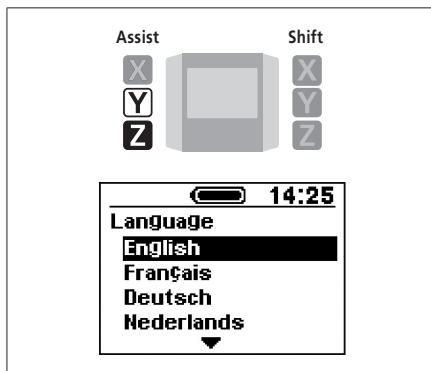 Assist Shift
X X
Y Y
Z Z
14:25
Language
English
Français
Deutsch
Nederlands